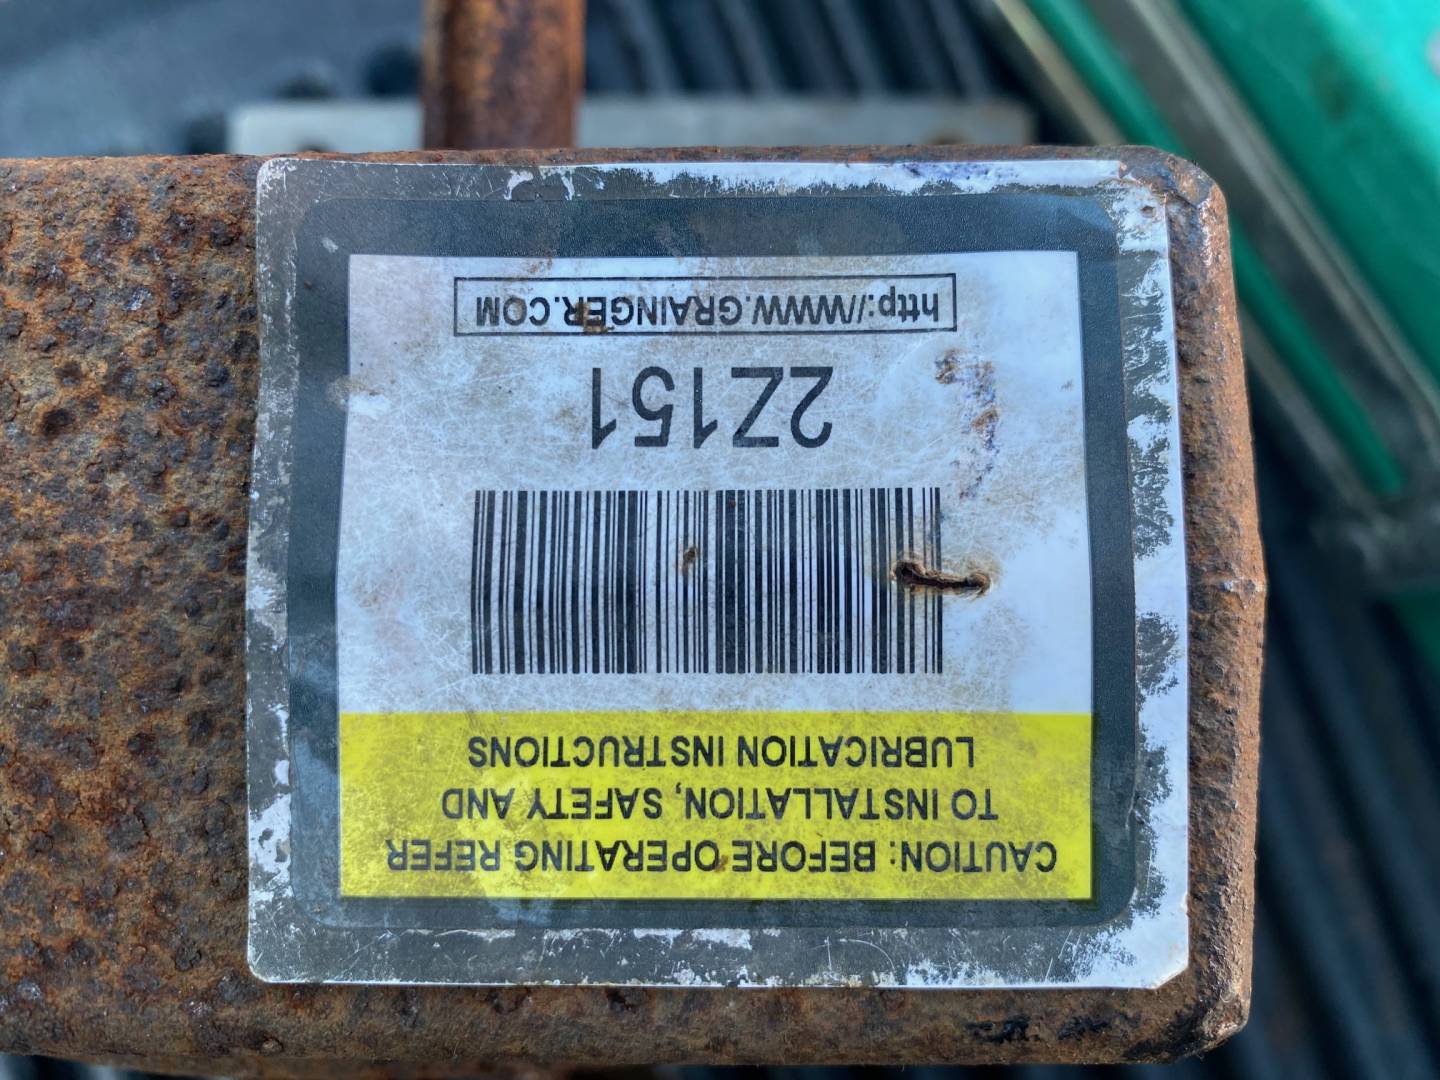 CAUTION: BEFORE OPERATING REFER
TO INSTALLATION, SAFETY AND
LUBRICATION INSTRUCTIONS
2Z151
http://WWW.GRAINGER.COM